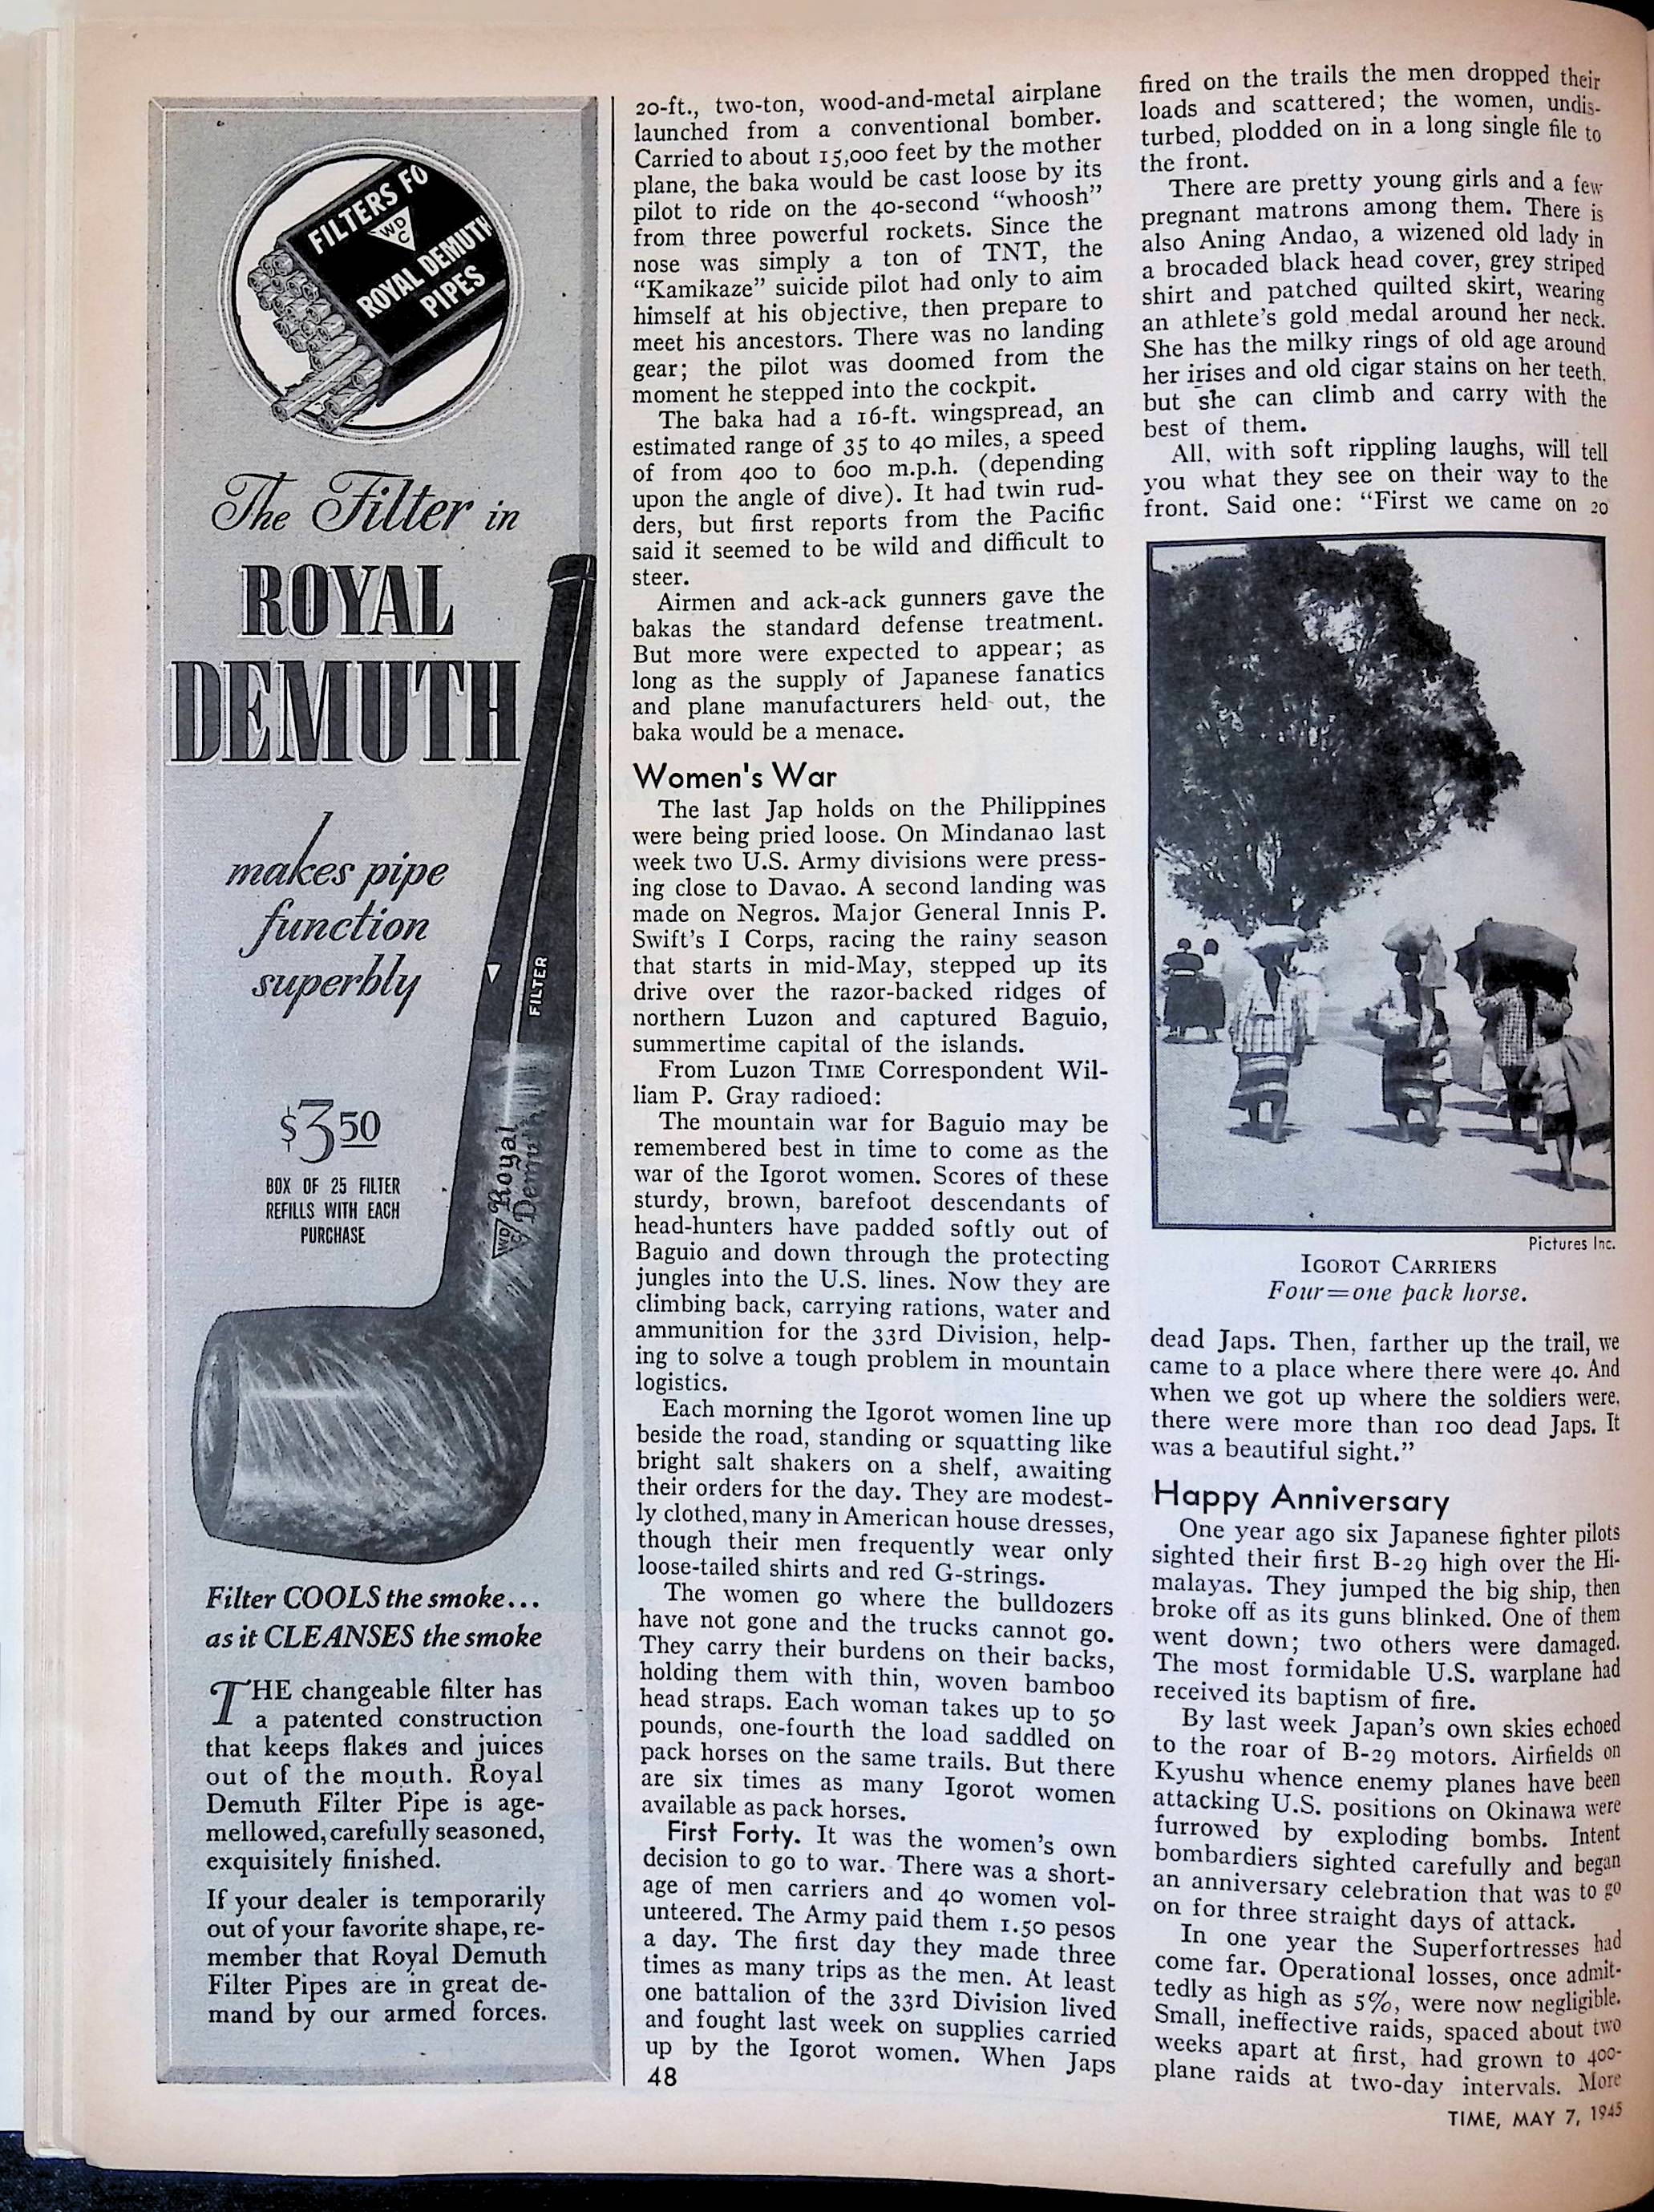 FILTERS FO
WDC
ROYAL DEMUTH
PIPES
The Filter in
ROYAL
DEMUTH
makes pipe
function
superbly
FILTER
$3.50
BOX OF 25 FILTER
REFILLS WITH EACH
PURCHASE
WDC Royal
Demuth
Filter COOLS the smoke...
as it CLEANSES the smoke
THE changeable filter has
a patented construction
that keeps flakes and juices
out of the mouth. Royal
Demuth Filter Pipe is age-
mellowed, carefully seasoned,
exquisitely finished.
If your dealer is temporarily
out of your favorite shape, re-
member that Royal Demuth
Filter Pipes are in great de-
mand by our armed forces.
20-ft., two-ton, wood-and-metal airplane
launched from a conventional bomber.
Carried to about 15,000 feet by the mother
plane, the baka would be cast loose by its
pilot to ride on the 40-second "whoosh"
from three powerful rockets. Since the
nose was simply a ton of TNT, the
"Kamikaze" suicide pilot had only to aim
himself at his objective, then prepare to
meet his ancestors. There was no landing
gear; the pilot was doomed from the
moment he stepped into the cockpit.
The baka had a 16-ft. wingspread, an
estimated range of 35 to 40 miles, a speed
of from 400 to 600 m.p.h. (depending
upon the angle of dive). It had twin rud-
ders, but first reports from the Pacific
said it seemed to be wild and difficult to
steer.
Airmen and ack-ack gunners gave the
bakas the standard defense treatment.
But more were expected to appear; as
long as the supply of Japanese fanatics
and plane manufacturers held out, the
baka would be a menace.
Women's War
The last Jap holds on the Philippines
were being pried loose. On Mindanao last
week two U.S. Army divisions were press-
ing close to Davao. A second landing was
made on Negros. Major General Innis P.
Swift's I Corps, racing the rainy season
that starts in mid-May, stepped up its
drive over the razor-backed ridges of
northern Luzon and captured Baguio,
summertime capital of the islands.
From Luzon TIME Correspondent Wil-
liam P. Gray radioed:
The mountain war for Baguio may be
remembered best in time to come as the
war of the Igorot women. Scores of these
sturdy, brown, barefoot descendants of
head-hunters have padded softly out of
Baguio and down through the protecting
jungles into the U.S. lines. Now they are
climbing back, carrying rations, water and
ammunition for the 33rd Division, help-
ing to solve a tough problem in mountain
logistics.
Each morning the Igorot women line up
beside the road, standing or squatting like
bright salt shakers on a shelf, awaiting
their orders for the day. They are modest-
ly clothed, many in American house dresses,
though their men frequently wear only
loose-tailed shirts and red G-strings.
The women go where the bulldozers
have not gone and the trucks cannot go.
They carry their burdens on their backs,
holding them with thin, woven bamboo
head straps. Each woman takes up to 50
pounds, one-fourth the load saddled on
pack horses on the same trails. But there
are six times as many Igorot women
available as pack horses.
First Forty. It was the women's own
decision to go to war. There was a short-
age of men carriers and 40 women vol-
unteered. The Army paid them 1.50 pesos
a day. The first day they made three
times as many trips as the men. At least
one battalion of the 33rd Division lived
and fought last week on supplies carried
up by the Igorot women. When Japs
48
fired on the trails the men dropped their
loads and scattered; the women, undis-
turbed, plodded on in a long single file to
the front.
There are pretty young girls and a few
pregnant matrons among them. There is
also Aning Andao, a wizened old lady in
a brocaded black head cover, grey striped
shirt and patched quilted skirt, wearing
an athlete's gold medal around her neck.
She has the milky rings of old age around
her irises and old cigar stains on her teeth,
but she can climb and carry with the
best of them.
All, with soft rippling laughs, will tell
you what they see on their way to the
front. Said one: "First we came on 20
Pictures Inc.
IGOROT CARRIERS
Four=one pack horse.
dead Japs. Then, farther up the trail, we
came to a place where there were 40. And
when we got up where the soldiers were,
there were more than 100 dead Japs. It
was a beautiful sight."
Happy Anniversary
One year ago six Japanese fighter pilots
sighted their first B-29 high over the Hi-
malayas. They jumped the big ship, then
broke off as its guns blinked. One of them
went down; two others were damaged.
The most formidable U.S. warplane had
received its baptism of fire.
By last week Japan's own skies echoed
to the roar of B-29 motors. Airfields on
Kyushu whence enemy planes have been
attacking U.S. positions on Okinawa were
furrowed by exploding bombs. Intent
bombardiers sighted carefully and began
an anniversary celebration that was to go
on for three straight days of attack.
In one year the Superfortresses had
come far. Operational losses, once admit-
tedly as high as 5%, were now negligible.
Small, ineffective raids, spaced about two
weeks apart at first, had grown to 400-
plane raids at two-day intervals. More
TIME, MAY 7, 1945